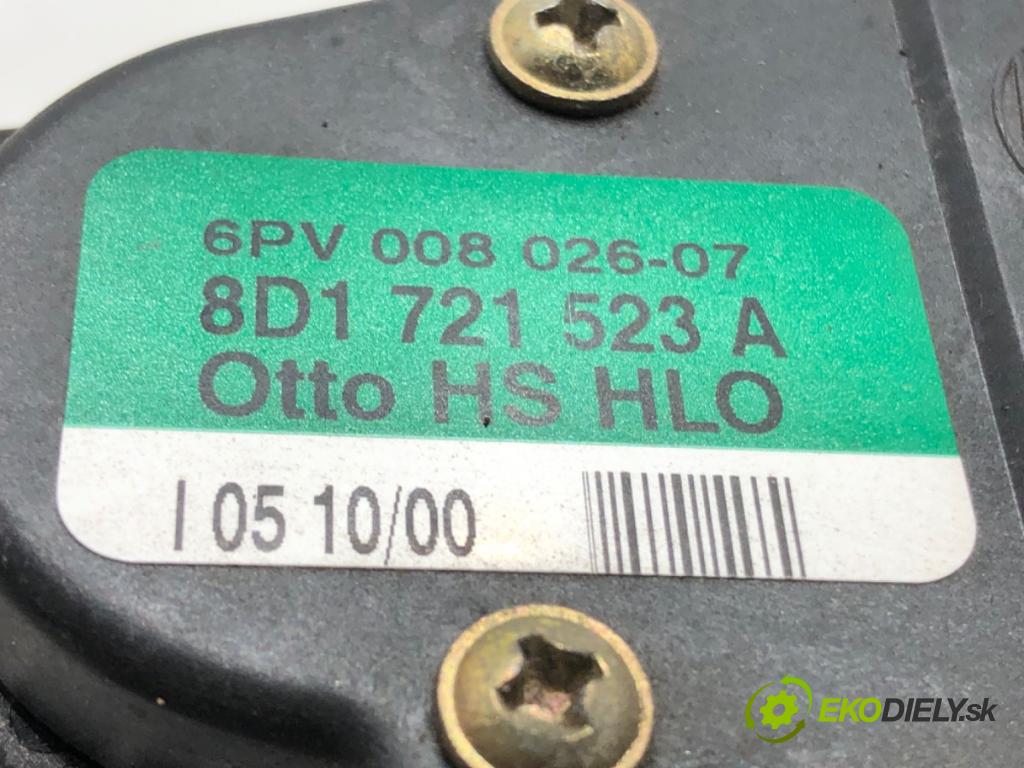 6PV 008 026-07
8D1 721 523 A
Otto HS HLO
I 05 10/00
EKODIELY.sk